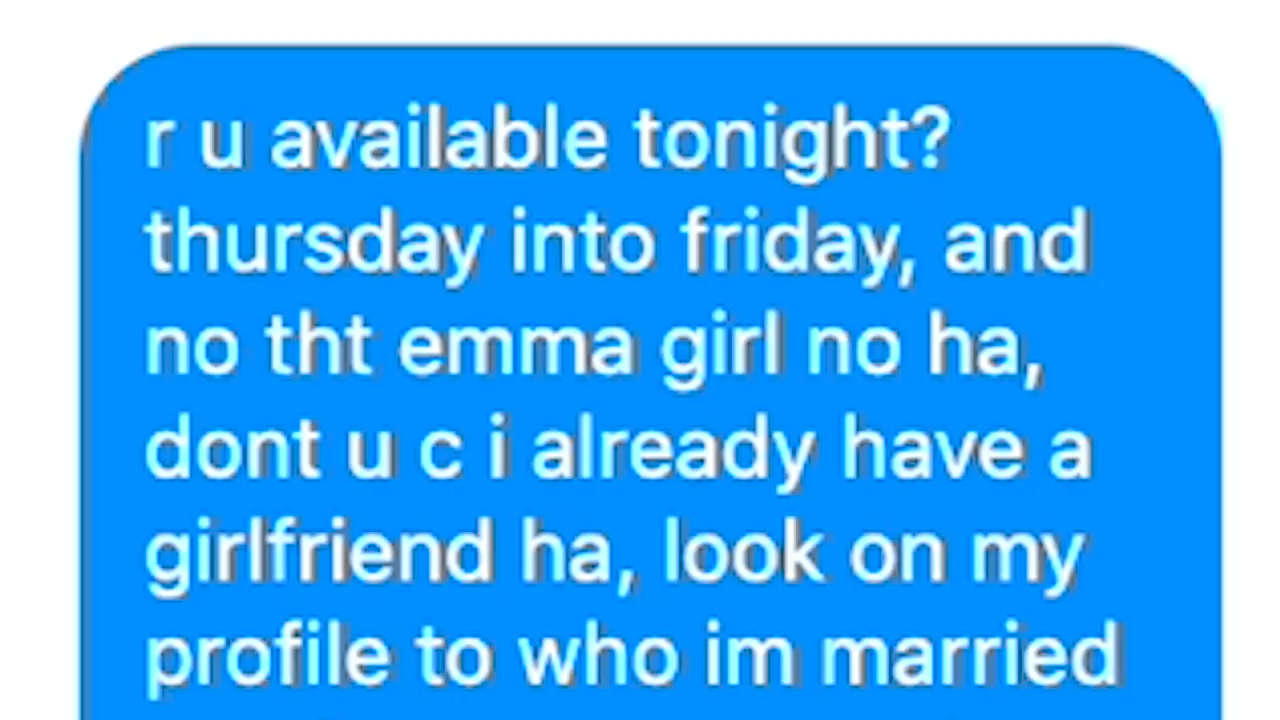 r u available tonight?
thursday into friday, and
no tht emma girl no ha,
dont u c i already have a
girlfriend ha, look on my
profile to who im married